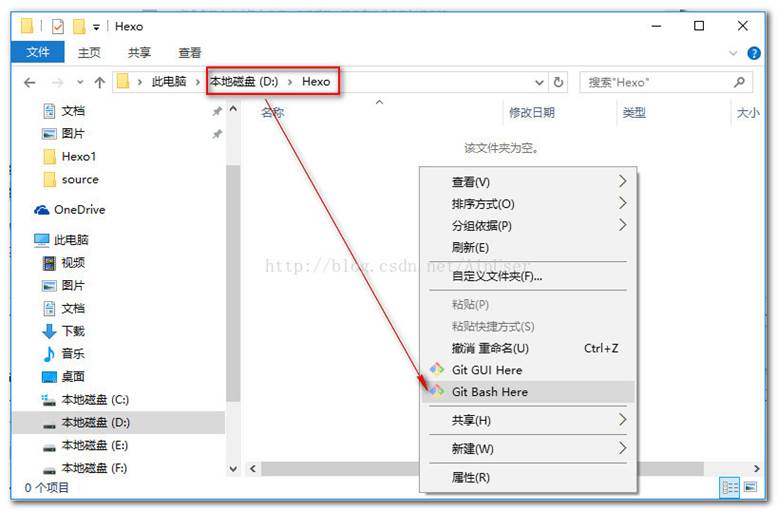 Hexo
文件 主页 共享 查看
此电脑 本地磁盘 (D:) Hexo 搜索"Hexo"
名称 修改日期 类型 大小
该文件夹为空。
文档
图片
Hexo1
source
OneDrive
此电脑
视频
图片
文档
下载
音乐
桌面
本地磁盘 (C:)
本地磁盘 (D:)
本地磁盘 (E:)
本地磁盘 (F:)
查看(V)
排序方式(O)
分组依据(P)
刷新(E)
自定义文件夹(F)...
粘贴(P)
粘贴快捷方式(S)
撤消 重命名(U) Ctrl+Z
Git GUI Here
Git Bash Here
共享(H)
新建(W)
属性(R)
http://blog.csdn.net/AipUser
0 个项目